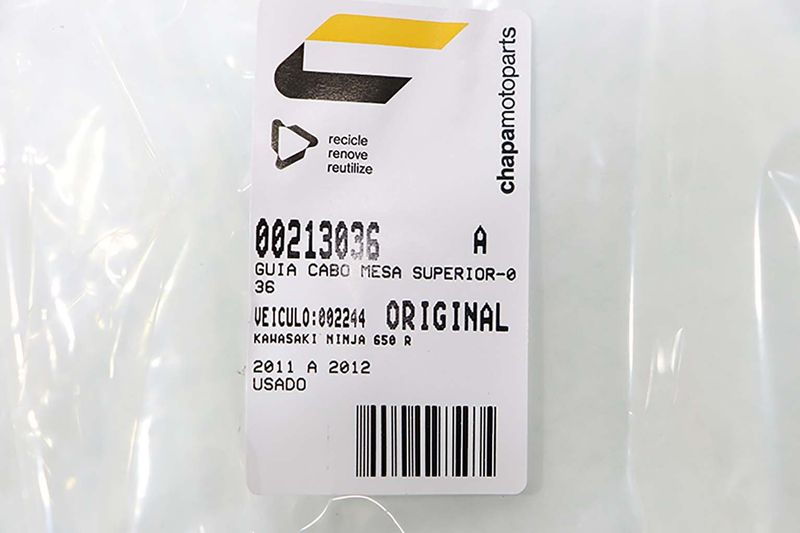 chapamotoparts
recicle
renove
reutilize
00213036 A
GUIA CABO MESA SUPERIOR-0
36
VEICULO:002244 ORIGINAL
KAWASAKI NINJA 650 R
2011 A 2012
USADO